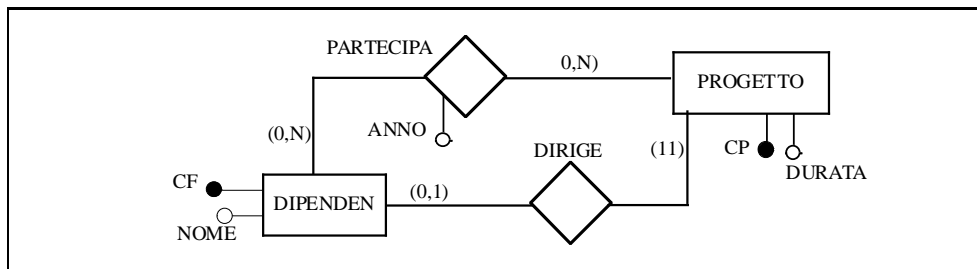 PARTECIPA
0,N)
PROGETTO
(0,N)
ANNO
DIRIGE
(11)
CP
DURATA
CF
DIPENDEN
(0,1)
NOME